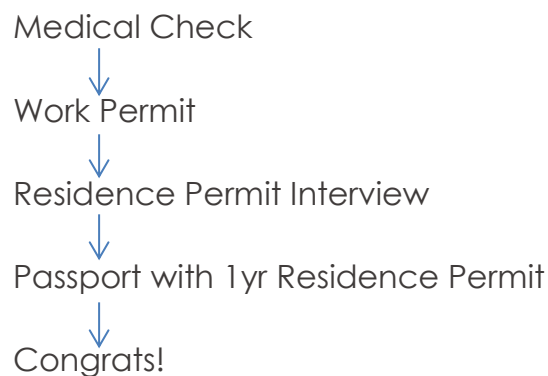 Medical Check
Work Permit
Residence Permit Interview
Passport with 1yr Residence Permit
Congrats!